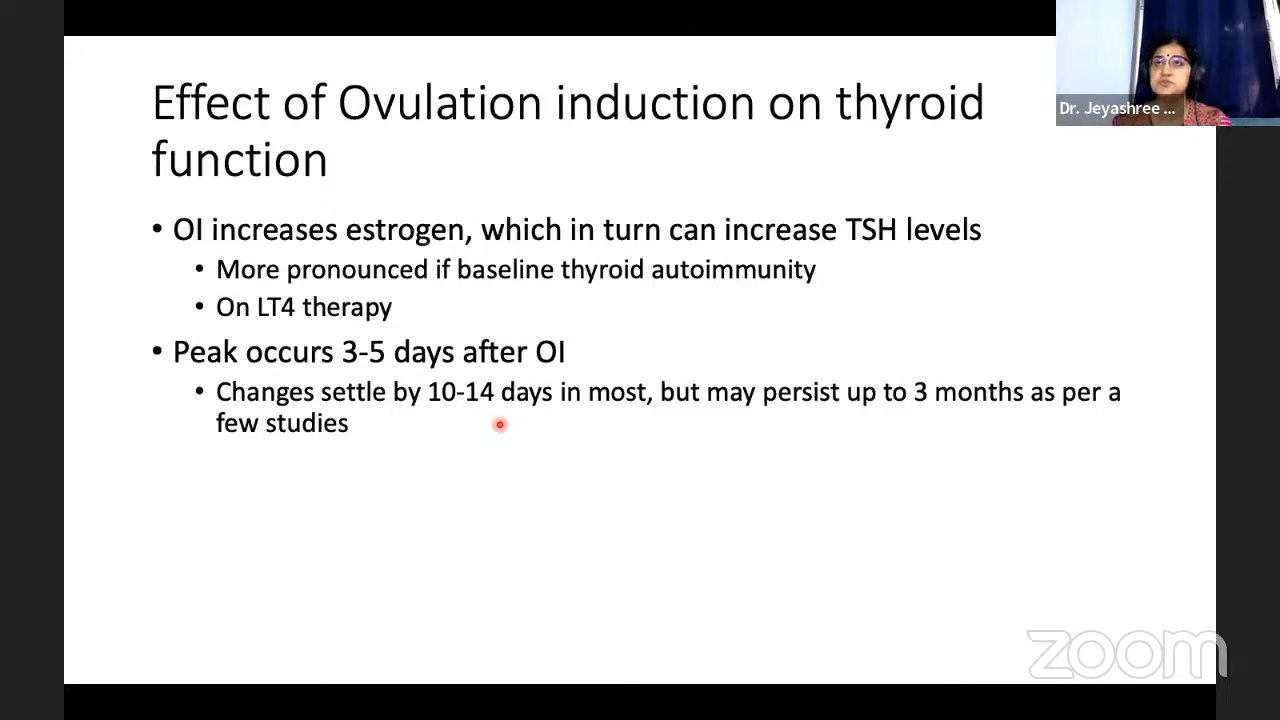 Effect of Ovulation induction on thyroid
function
• OI increases estrogen, which in turn can increase TSH levels
• More pronounced if baseline thyroid autoimmunity
• On LT4 therapy
• Peak occurs 3-5 days after OI
• Changes settle by 10-14 days in most, but may persist up to 3 months as per a
few studies
Dr. Jeyashree ...
zoom